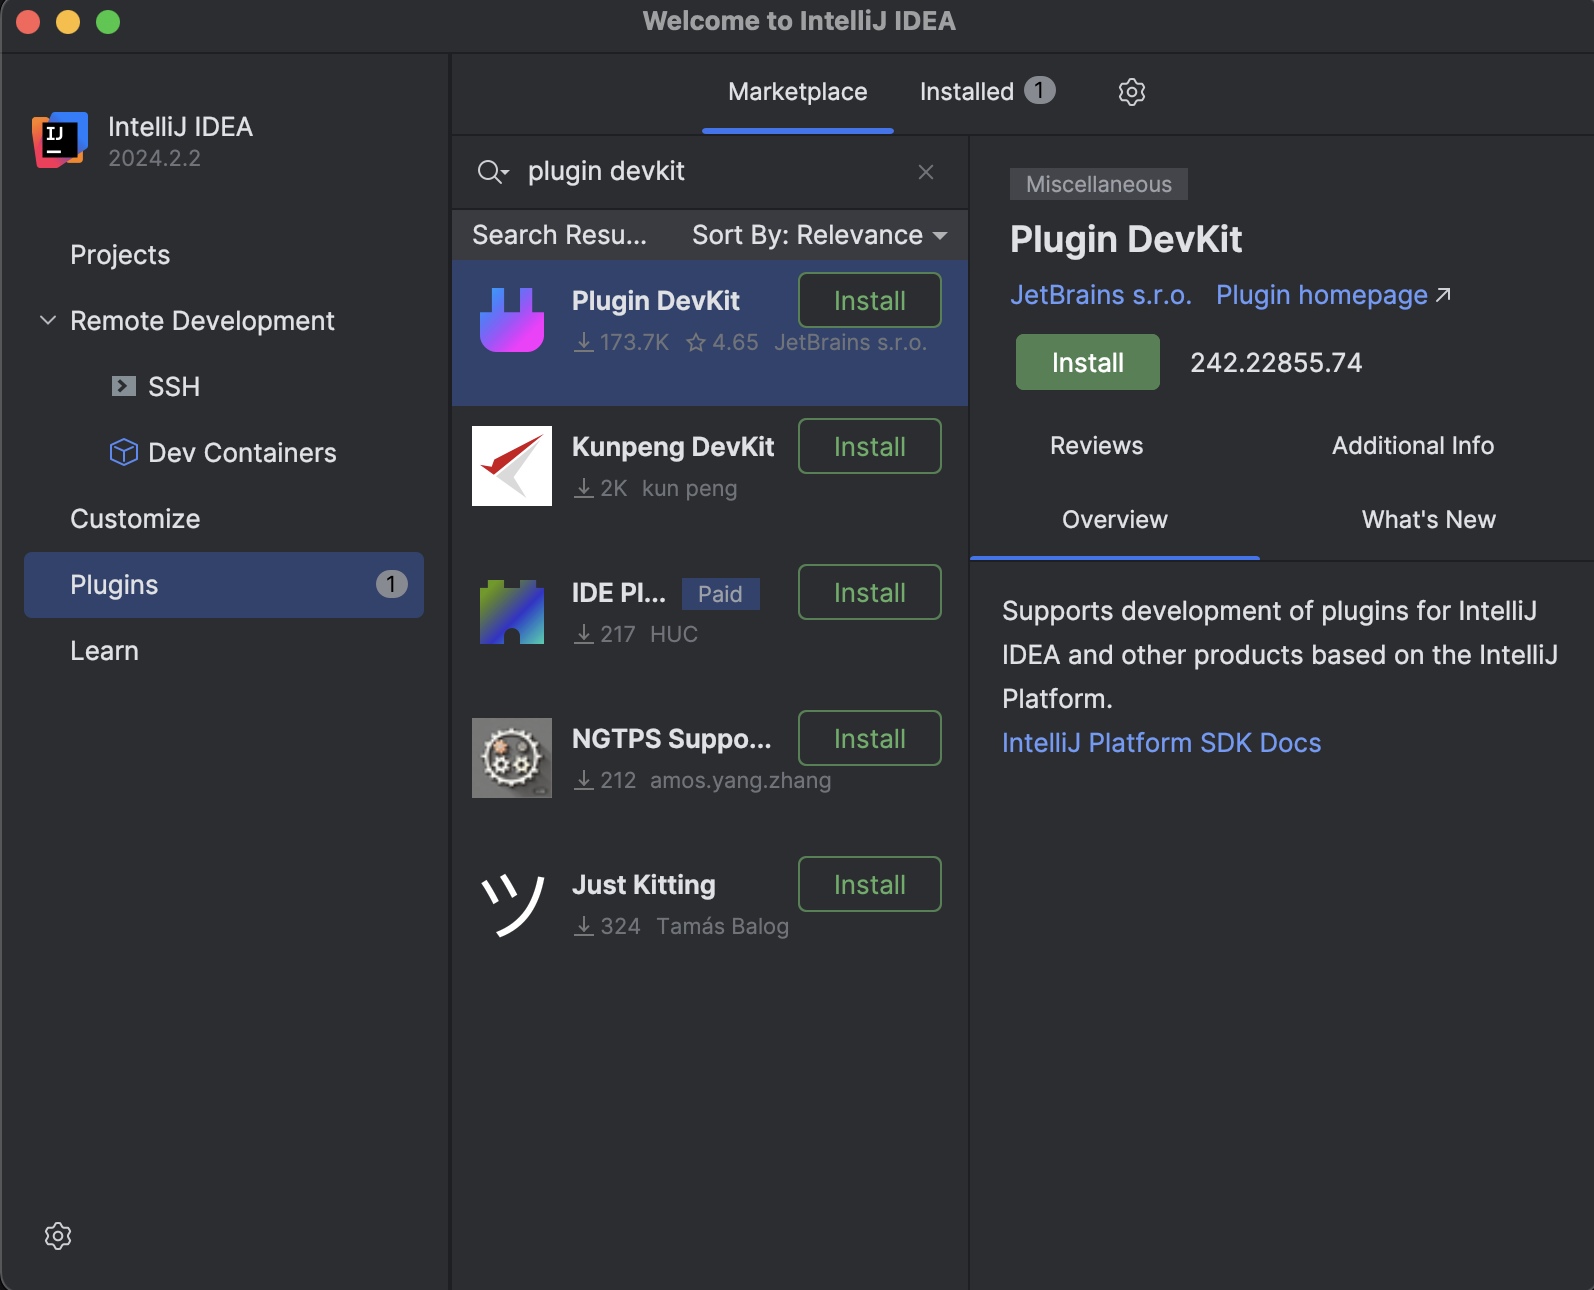 Welcome to IntelliJ IDEA
IJ
IntelliJ IDEA
2024.2.2
Projects
Remote Development
SSH
Dev Containers
Customize
Plugins 1
Learn
Marketplace Installed 1
plugin devkit
Search Resu... Sort By: Relevance
Plugin DevKit Install
173.7K 4.65 JetBrains s.r.o.
Kunpeng DevKit Install
2K kun peng
IDE Pl... Paid Install
217 HUC
NGTPS Suppo... Install
212 amos.yang.zhang
ツ
Just Kitting Install
324 Tamás Balog
Miscellaneous
Plugin DevKit
JetBrains s.r.o. Plugin homepage
Install 242.22855.74
Reviews Additional Info
Overview What's New
Supports development of plugins for IntelliJ
IDEA and other products based on the IntelliJ
Platform.
IntelliJ Platform SDK Docs